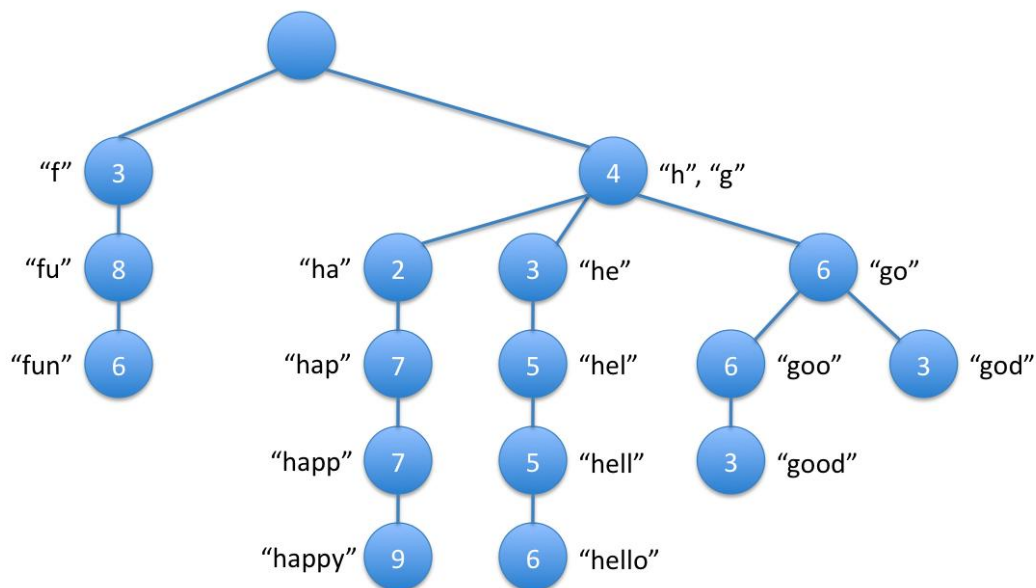 “f” 3 4 “h”, “g”
“fu” 8 “ha” 2 3 “he” 6 “go”
“fun” 6 “hap” 7 5 “hel” 6 “goo” 3 “god”
“happ” 7 5 “hell” 3 “good”
“happy” 9 6 “hello”